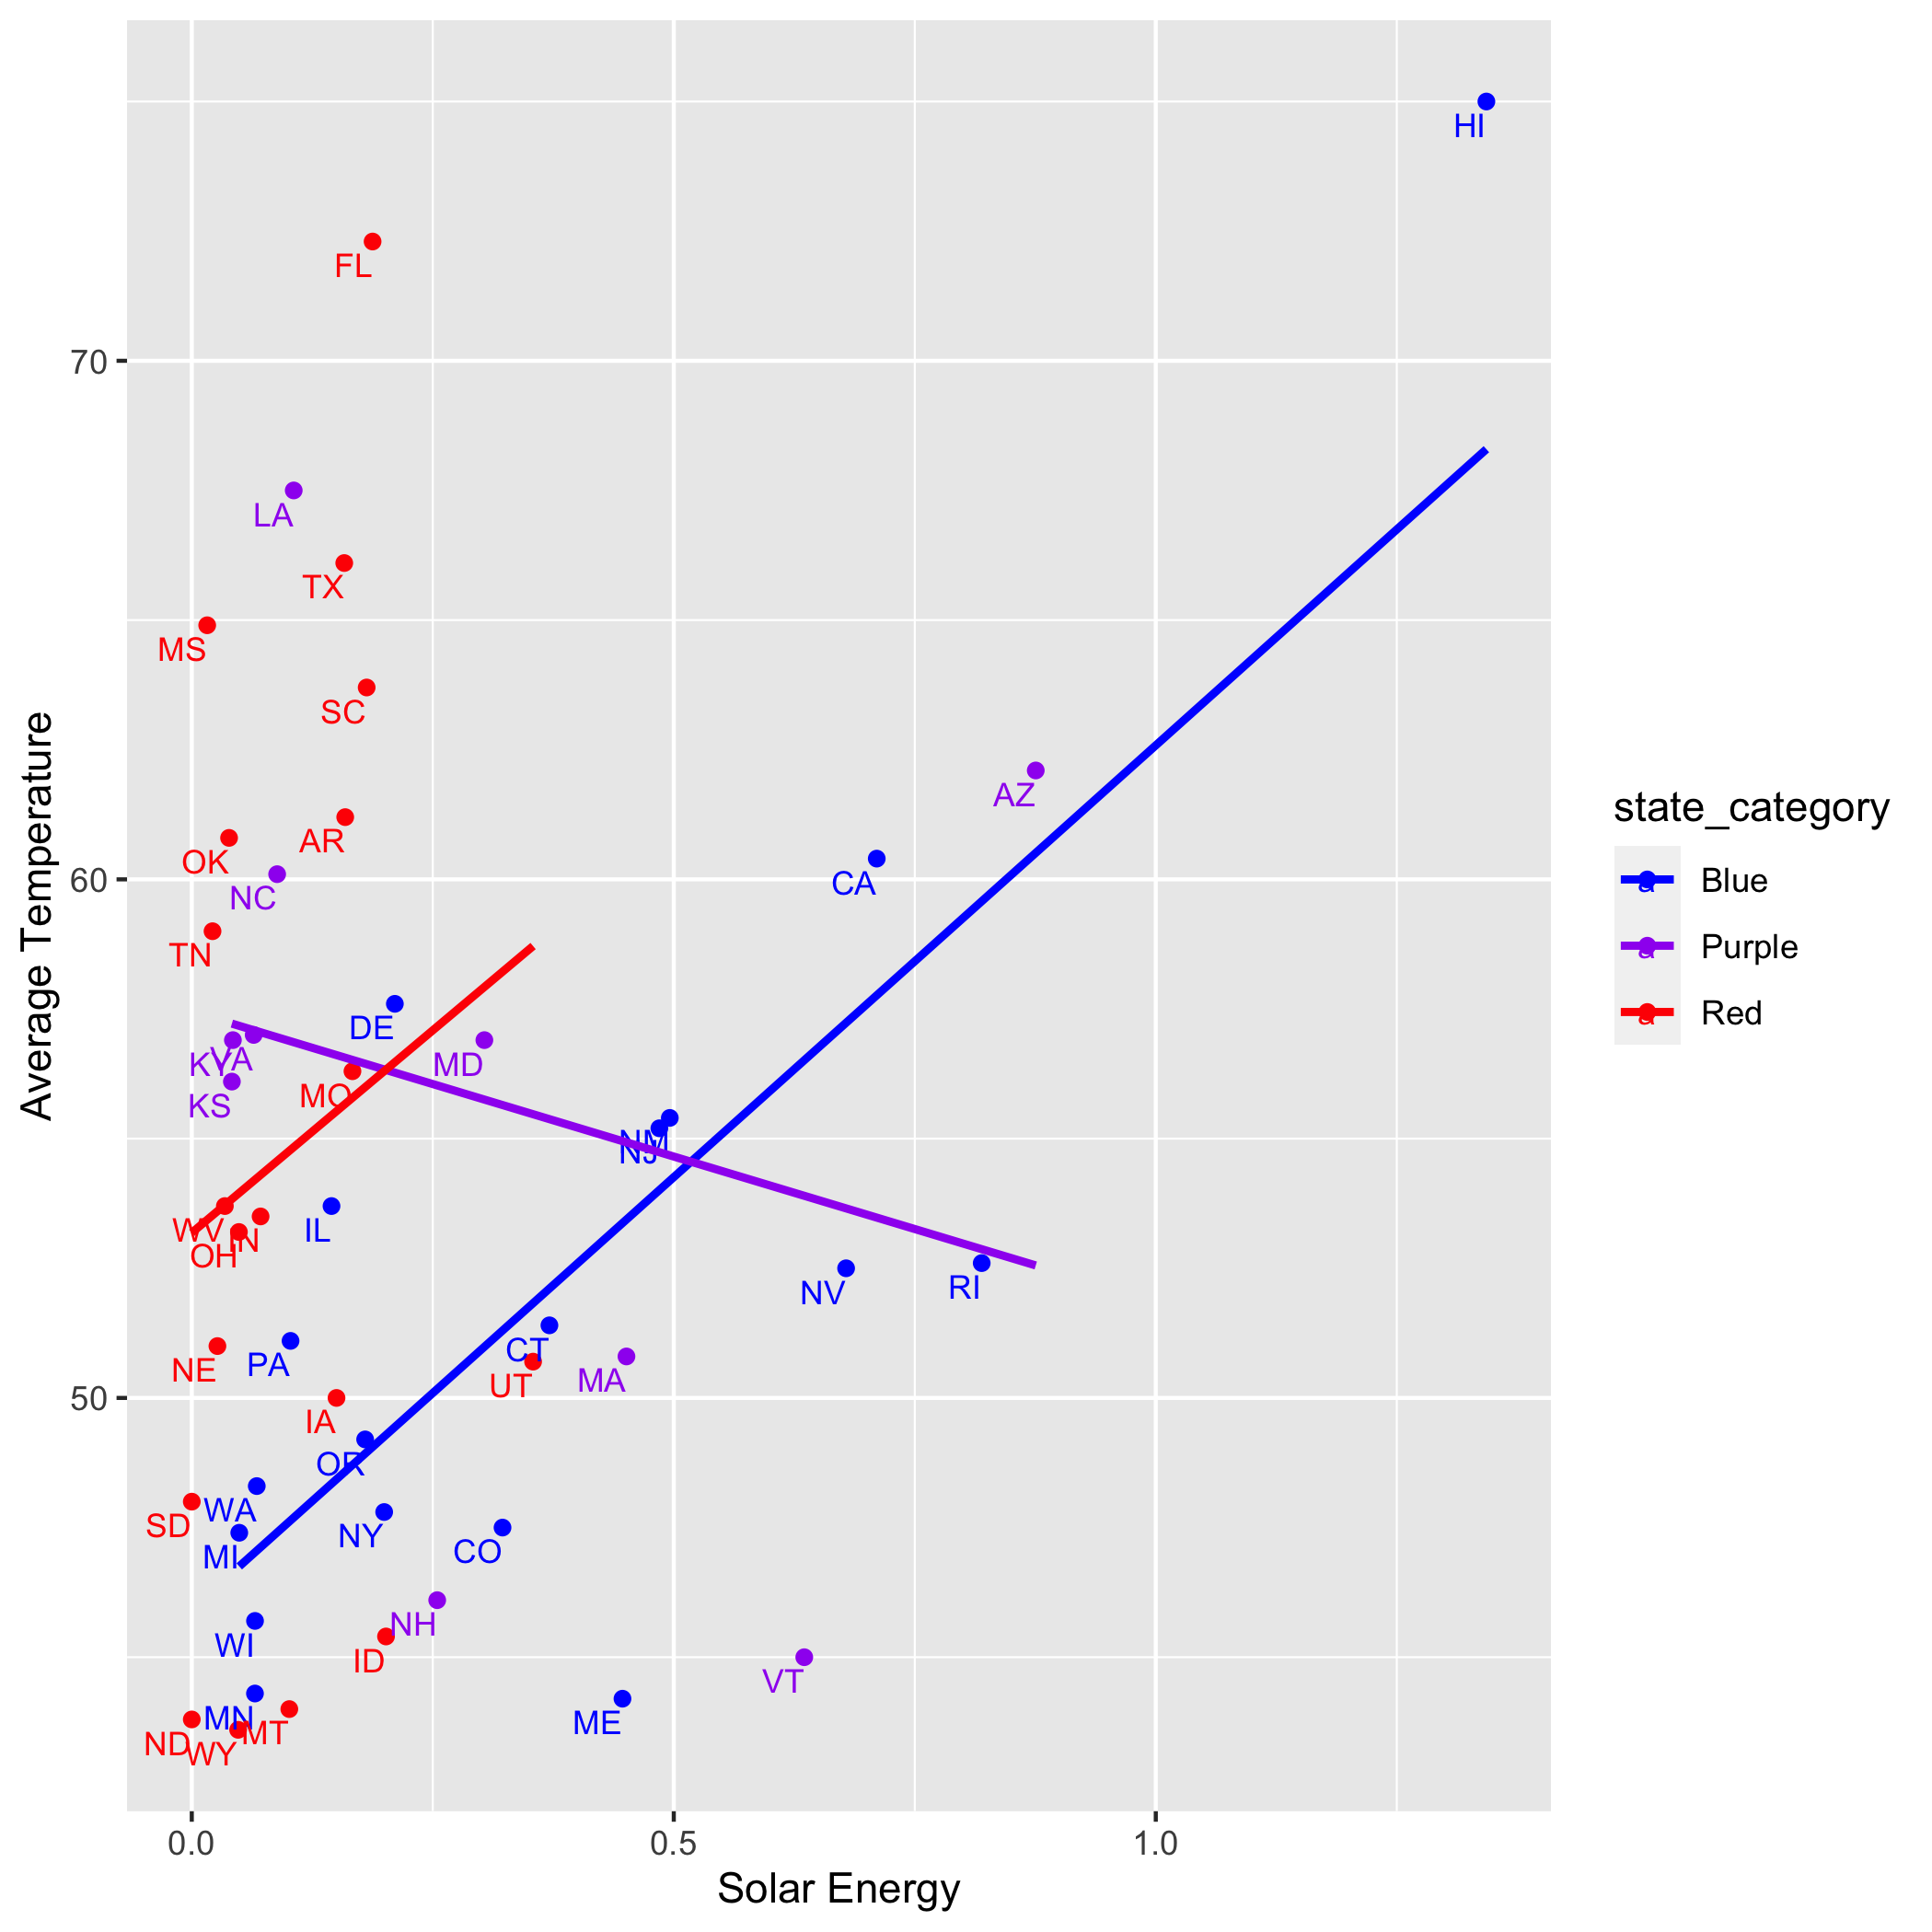 HI
FL
70
LA
TX
MS
SC
AZ
AR
OK
CA
60
NC
TN
DE
KY
VA
MD
MO
KS
NJ
NM
WV
IN
IL
OH
NV
RI
CT
NE
PA
UT
MA
50
IA
OR
SD
WA
NY
MI
CO
NH
WI
ID
VT
MN
MT
ME
ND
WY
0.0
0.5
1.0
Solar Energy
Average Temperature
state_category
a Blue
a Purple
a Red